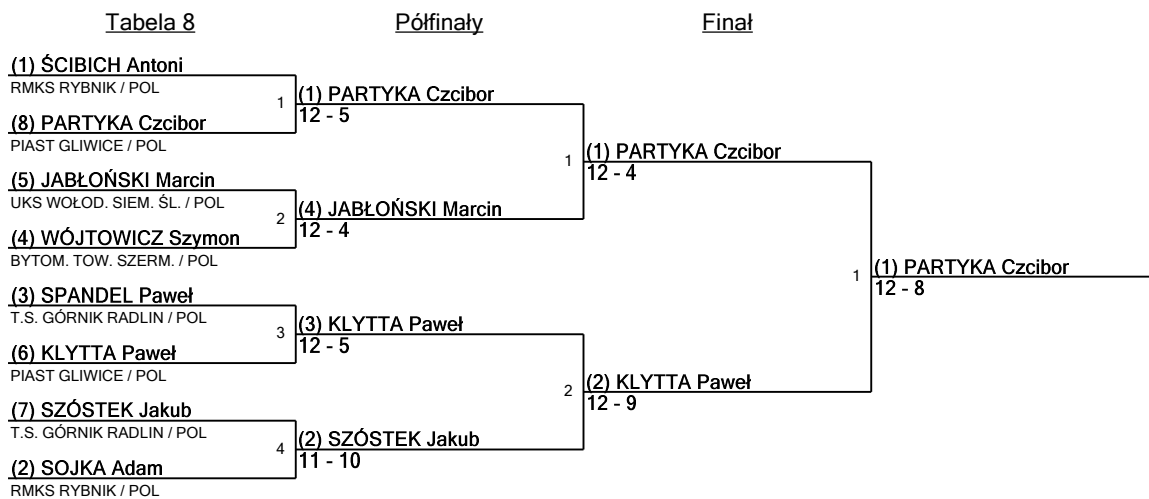 Tabela 8
Półfinały
Finał
(1) ŚCIBICH Antoni
RMKS RYBNIK / POL
1
(8) PARTYKA Czcibor
PIAST GLIWICE / POL
(5) JABŁOŃSKI Marcin
UKS WOŁOD. SIEM. ŚL. / POL
2
(4) WÓJTOWICZ Szymon
BYTOM. TOW. SZERM. / POL
(3) SPANDEL Paweł
T.S. GÓRNIK RADLIN / POL
3
(6) KLYTTA Paweł
PIAST GLIWICE / POL
(7) SZÓSTEK Jakub
T.S. GÓRNIK RADLIN / POL
4
(2) SOJKA Adam
RMKS RYBNIK / POL
(1) PARTYKA Czcibor
12 - 5
1
(4) JABŁOŃSKI Marcin
12 - 4
(3) KLYTTA Paweł
12 - 5
2
(2) SZÓSTEK Jakub
11 - 10
(1) PARTYKA Czcibor
12 - 4
1
(2) KLYTTA Paweł
12 - 9
(1) PARTYKA Czcibor
12 - 8